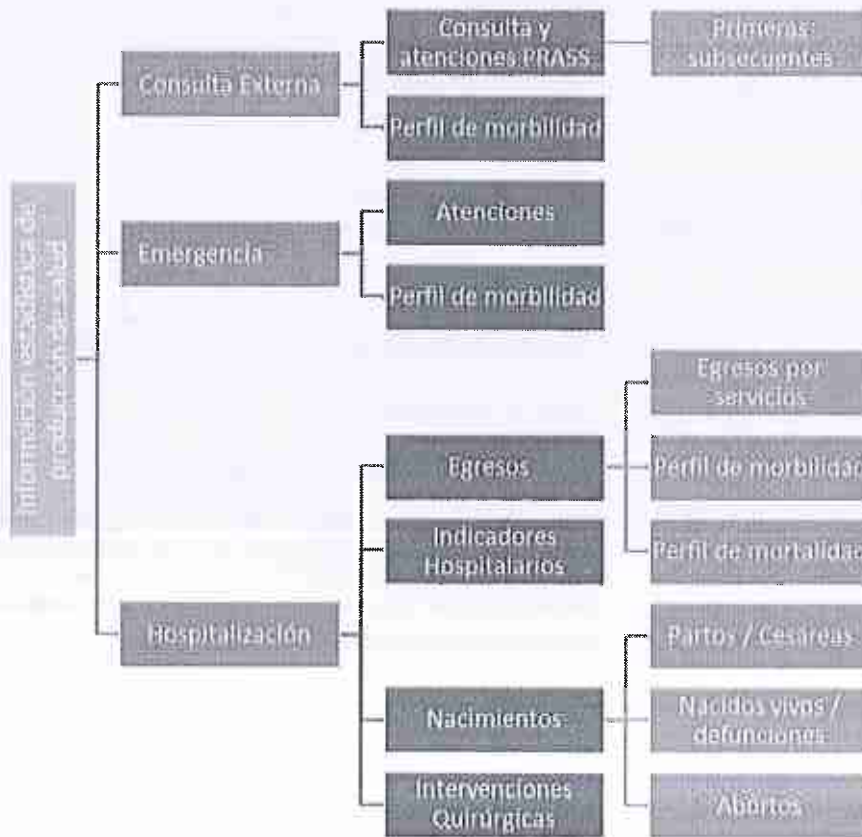 Información estadística de
producción de salud
Consulta Externa
Consulta y
atenciones PRASS
Primeras
subsecuentes
Perfil de morbilidad
Emergencia
Atenciones
Perfil de morbilidad
Hospitalización
Egresos
Egresos por
servicios
Perfil de morbilidad
Perfil de mortalidad
Indicadores
Hospitalarios
Nacimientos
Partos / Cesáreas
Nacidos vivos /
defunciones
Abortos
Intervenciones
Quirúrgicas